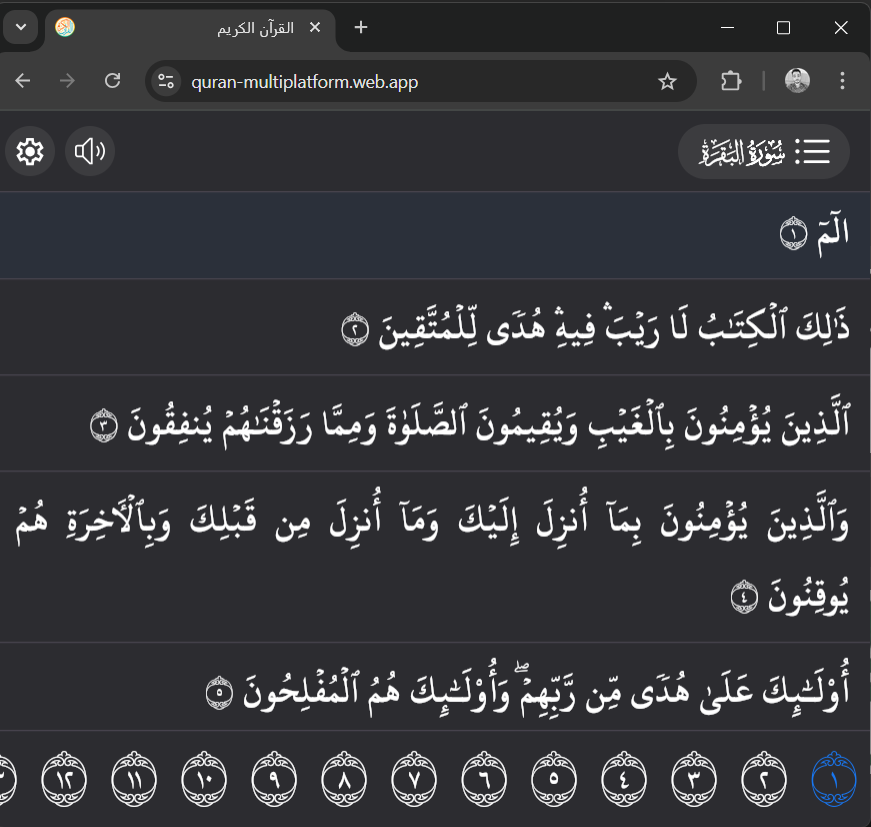 القرآن الكريم
quran-multiplatform.web.app
سُورَةُ البَقَرَةِ
الٓمٓ ١
ذَٰلِكَ ٱلۡكِتَٰبُ لَا رَيۡبَۛ فِيهِۛ هُدٗى لِّلۡمُتَّقِينَ ٢
ٱلَّذِينَ يُؤۡمِنُونَ بِٱلۡغَيۡبِ وَيُقِيمُونَ ٱلصَّلَوٰةَ وَمِمَّا رَزَقۡنَٰهُمۡ يُنفِقُونَ ٣
وَٱلَّذِينَ يُؤۡمِنُونَ بِمَآ أُنزِلَ إِلَيۡكَ وَمَآ أُنزِلَ مِن قَبۡلِكَ وَبِٱلۡأٓخِرَةِ هُمۡ
يُوقِنُونَ ٤
أُوْلَٰٓئِكَ عَلَىٰ هُدٗى مِّن رَّبِّهِمۡۖ وَأُوْلَٰٓئِكَ هُمُ ٱلۡمُفۡلِحُونَ ٥
١ ٢ ٣ ٤ ٥ ٦ ٧ ٨ ٩ ١٠ ١١ ١٢